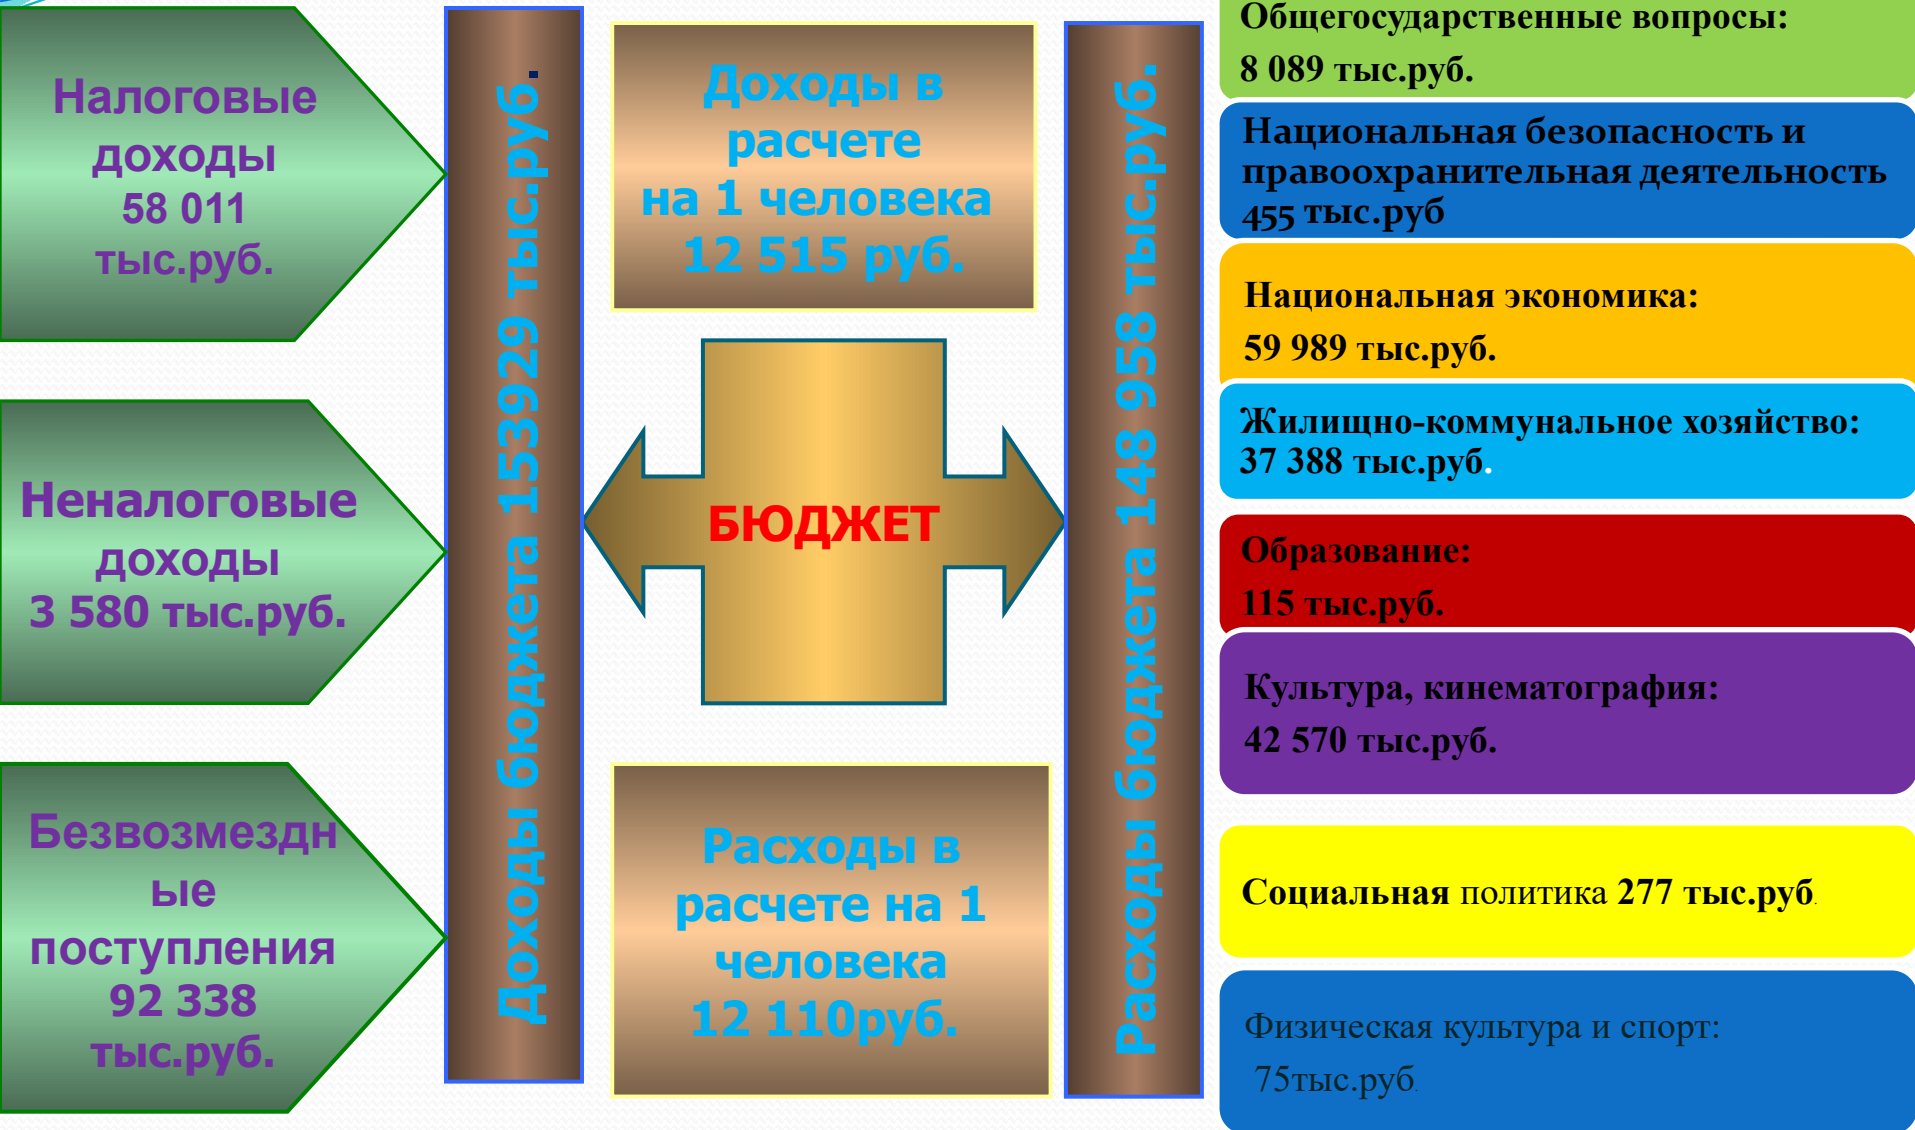 Налоговые
доходы
58 011
тыс.руб.
Неналоговые
доходы
3 580 тыс.руб.
Безвозмездн
ые
поступления
92 338
тыс.руб.
Доходы бюджета 153929 тыс.руб.
Доходы в
расчете
на 1 человека
12 515 руб.
БЮДЖЕТ
Расходы в
расчете на 1
человека
12 110руб.
Расходы бюджета 148 958 тыс.руб.
Общегосударственные вопросы:
8 089 тыс.руб.
Национальная безопасность и
правоохранительная деятельность
455 тыс.руб
Национальная экономика:
59 989 тыс.руб.
Жилищно-коммунальное хозяйство:
37 388 тыс.руб.
Образование:
115 тыс.руб.
Культура, кинематография:
42 570 тыс.руб.
Социальная политика 277 тыс.руб.
Физическая культура и спорт:
75тыс.руб.